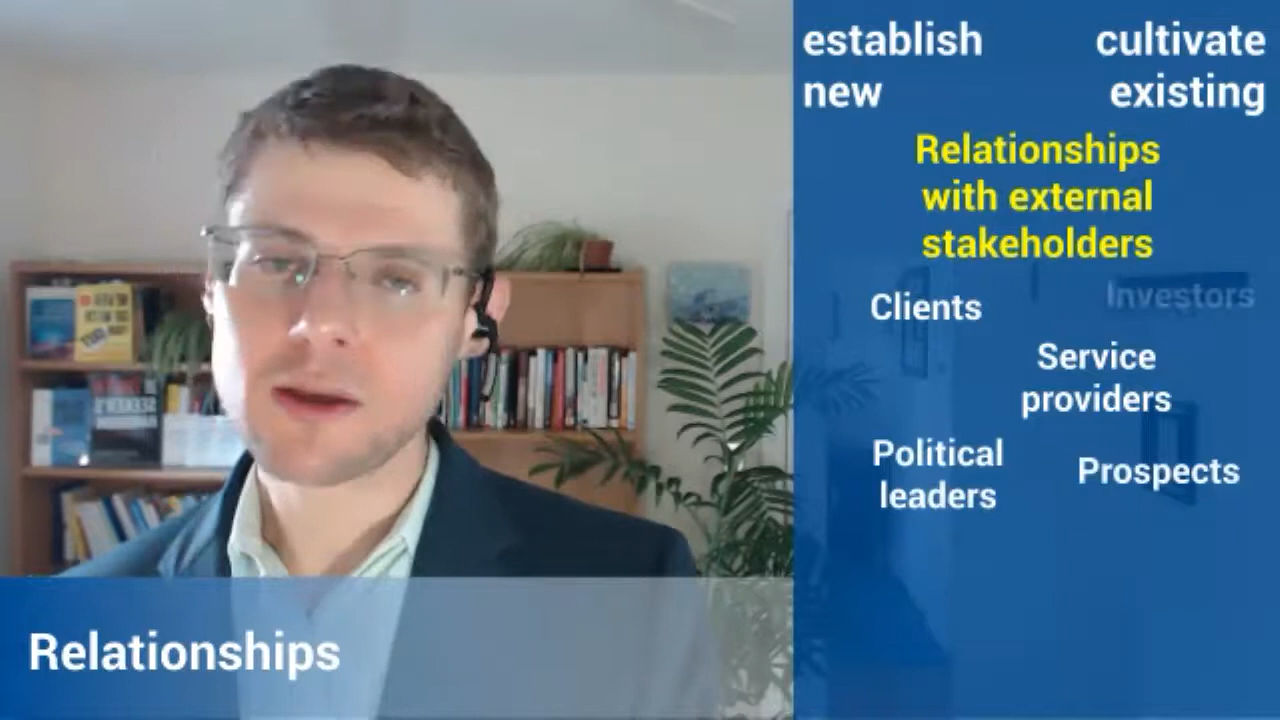 establish
new
cultivate
existing
Relationships
with external
stakeholders
Clients
Investors
Service
providers
Political
leaders
Prospects
Relationships